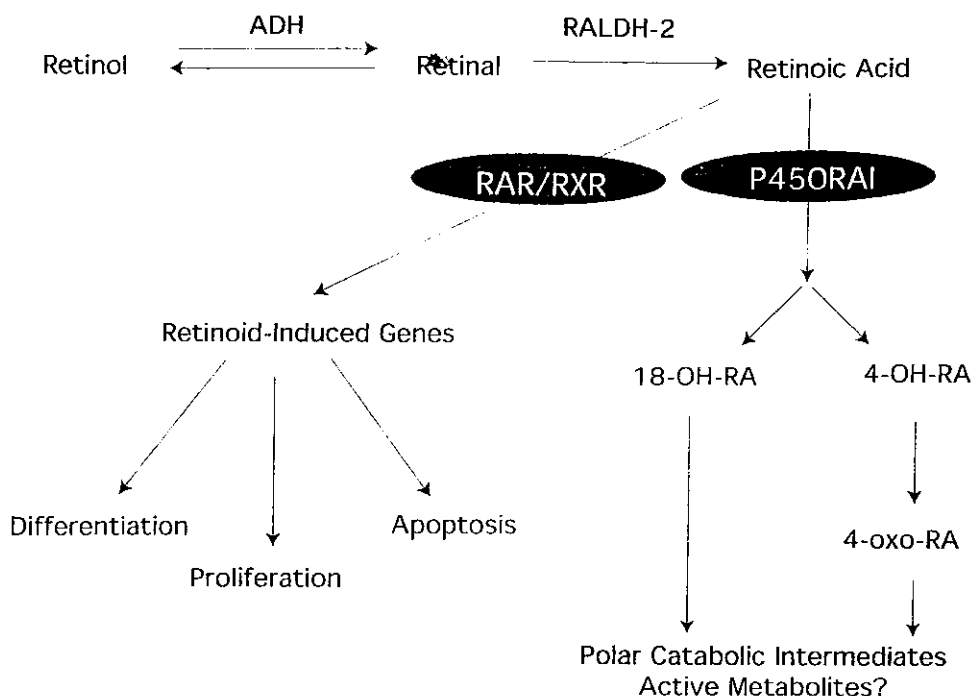 ADH
RALDH-2
Retinol
Retinal
Retinoic Acid
RAR/RXR
P450RAI
Retinoid-Induced Genes
18-OH-RA
4-OH-RA
Differentiation
Apoptosis
4-oxo-RA
Proliferation
Polar Catabolic Intermediates
Active Metabolites?